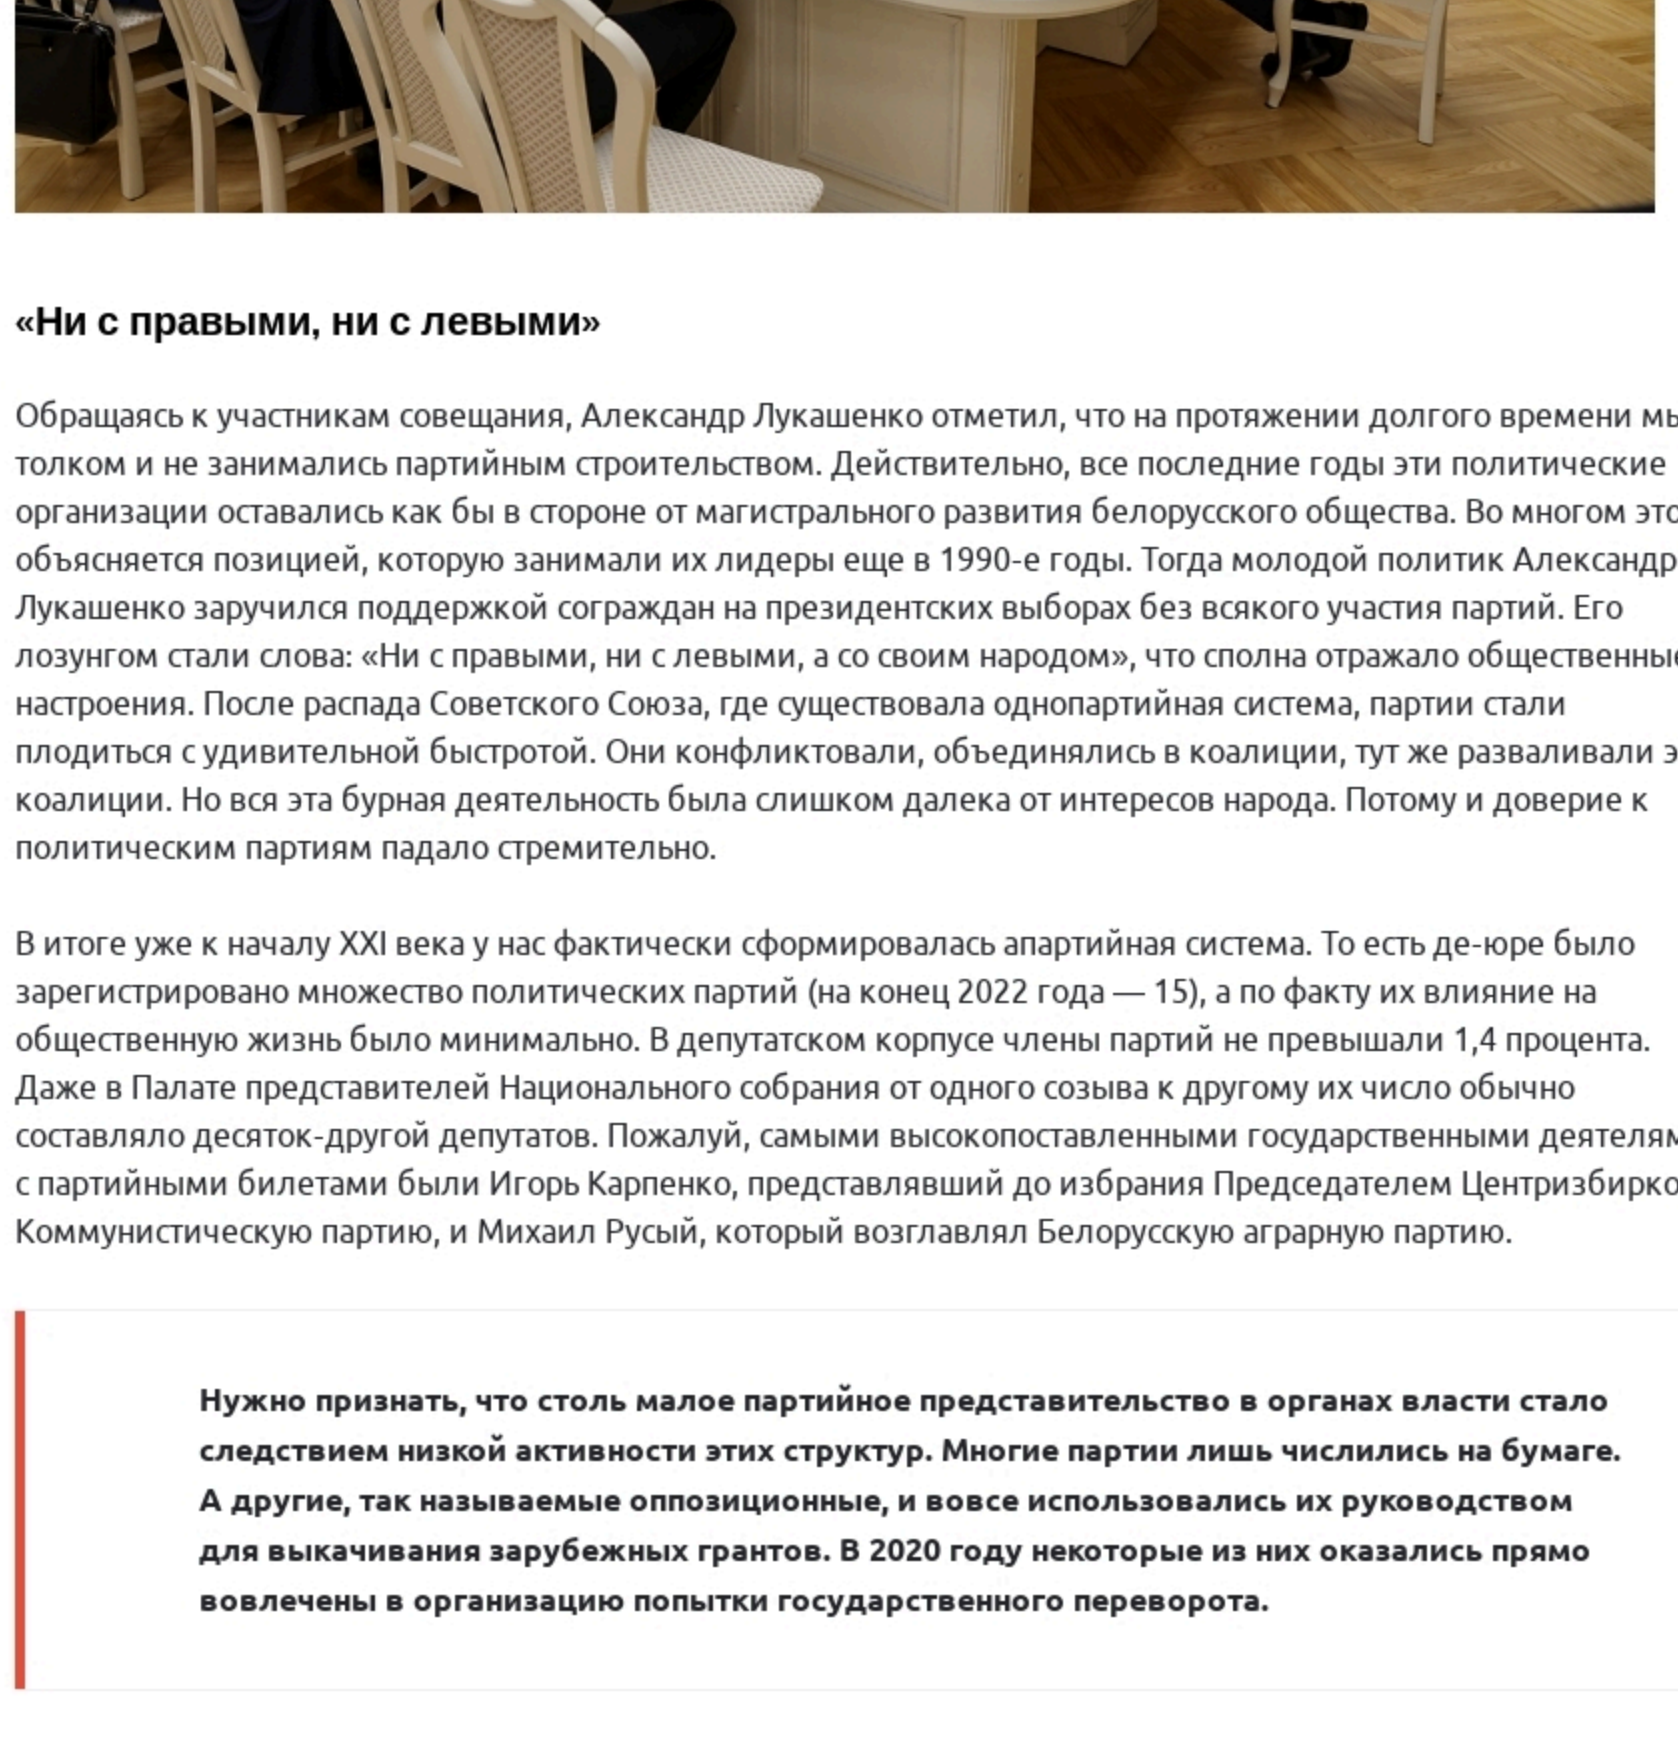 «Ни с правыми, ни с левыми»
Обращаясь к участникам совещания, Александр Лукашенко отметил, что на протяжении долгого времени мы
толком и не занимались партийным строительством. Действительно, все последние годы эти политические
организации оставались как бы в стороне от магистрального развития белорусского общества. Во многом это
объясняется позицией, которую занимали их лидеры еще в 1990-е годы. Тогда молодой политик Александр
Лукашенко заручился поддержкой сограждан на президентских выборах без всякого участия партий. Его
лозунгом стали слова: «Ни с правыми, ни с левыми, а со своим народом», что сполна отражало общественные
настроения. После распада Советского Союза, где существовала однопартийная система, партии стали
плодиться с удивительной быстротой. Они конфликтовали, объединялись в коалиции, тут же разваливали э
коалиции. Но вся эта бурная деятельность была слишком далека от интересов народа. Потому и доверие к
политическим партиям падало стремительно.
В итоге уже к началу XXI века у нас фактически сформировалась апартийная система. То есть де-юре было
зарегистрировано множество политических партий (на конец 2022 года — 15), а по факту их влияние на
общественную жизнь было минимально. В депутатском корпусе члены партий не превышали 1,4 процента.
Даже в Палате представителей Национального собрания от одного созыва к другому их число обычно
составляло десяток-другой депутатов. Пожалуй, самыми высокопоставленными государственными деятелям
с партийными билетами были Игорь Карпенко, представлявший до избрания Председателем Центризбирко
Коммунистическую партию, и Михаил Русый, который возглавлял Белорусскую аграрную партию.
Нужно признать, что столь малое партийное представительство в органах власти стало
следствием низкой активности этих структур. Многие партии лишь числились на бумаге.
А другие, так называемые оппозиционные, и вовсе использовались их руководством
для выкачивания зарубежных грантов. В 2020 году некоторые из них оказались прямо
вовлечены в организацию попытки государственного переворота.